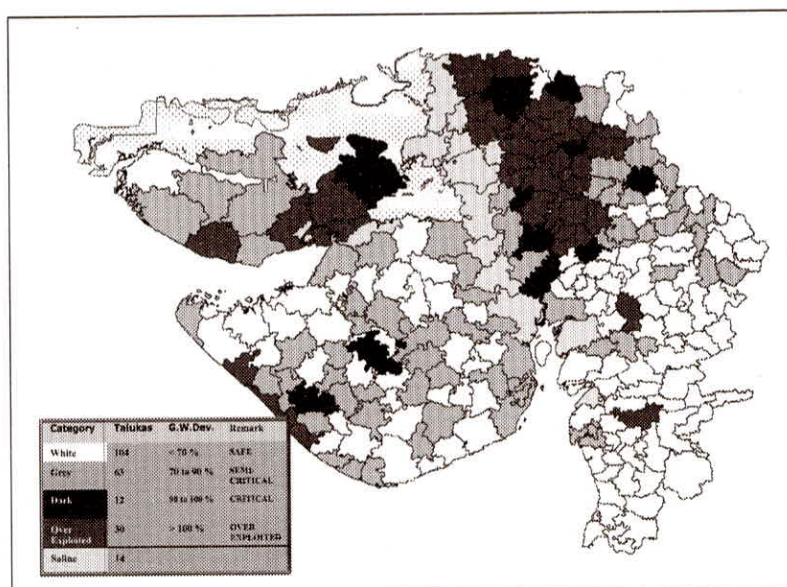 Category Talukas G.W.Dev. Remark
White 104 < 70 % SAFE
Grey 63 70 to 90 % SEMI
CRITICAL
Dark 12 90 to 100 % CRITICAL
Over
Exploted 30 > 100 % OVER
EXPLOITED
Saline 14